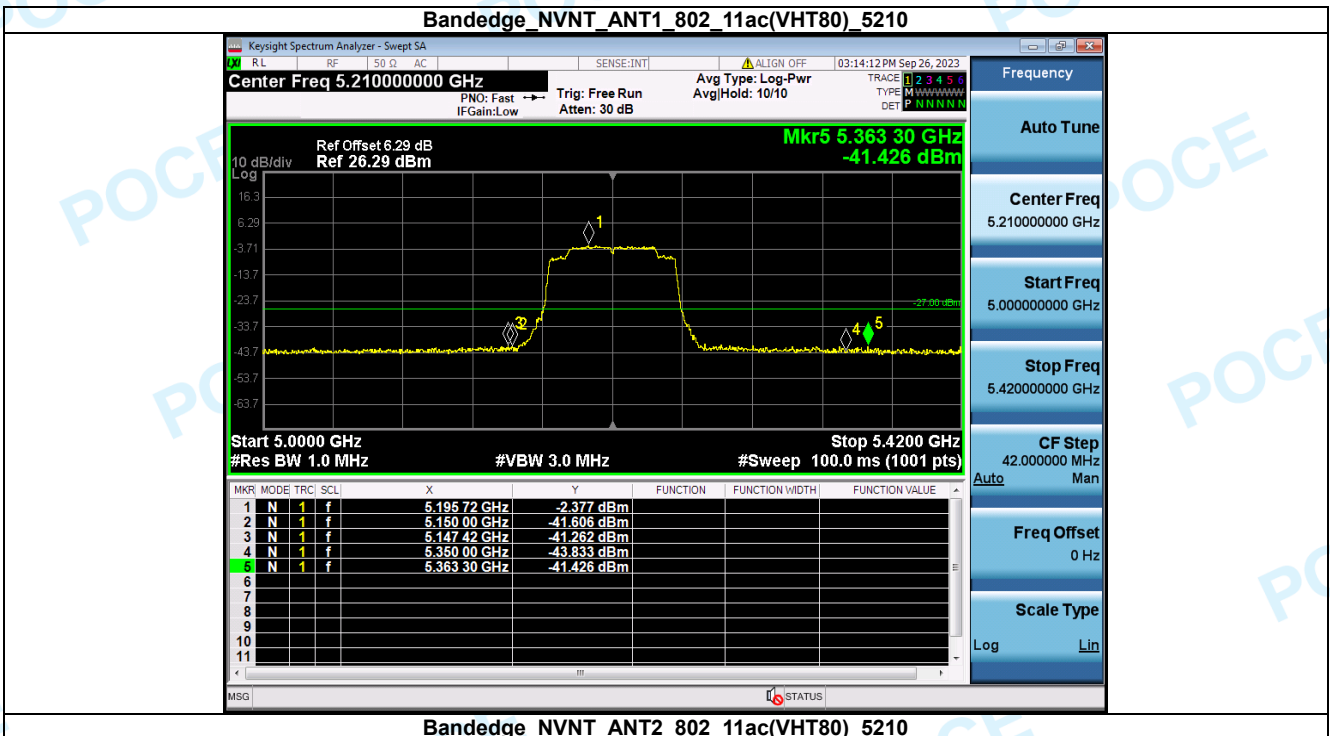 Bandedge_NVNT_ANT1_802_11ac(VHT80)_5210
Keysight Spectrum Analyzer - Swept SA
LXI RL RF 50 Ω AC SENSE:INT ALIGN OFF 03:14:12 PM Sep 26, 2023
Center Freq 5.210000000 GHz
PNO: Fast
IFGain:Low
Trig: Free Run
Atten: 30 dB
Avg Type: Log-Pwr
Avg|Hold: 10/10
TRACE 1 2 3 4 5 6
TYPE M WWWWW
DET P N N N N N
Ref Offset 6.29 dB
Ref 26.29 dBm
10 dB/div
Log
Mkr5 5.363 30 GHz
-41.426 dBm
16.3
6.29
-3.71
-13.7
-23.7
-33.7
-43.7
-53.7
-63.7
1
3 2
4 5
-27.00 dBm
Start 5.0000 GHz
Stop 5.4200 GHz
#Res BW 1.0 MHz
#VBW 3.0 MHz
#Sweep 100.0 ms (1001 pts)
MKR MODE TRC SCL X Y FUNCTION FUNCTION WIDTH FUNCTION VALUE
1 N 1 f 5.195 72 GHz -2.377 dBm
2 N 1 f 5.150 00 GHz -41.606 dBm
3 N 1 f 5.147 42 GHz -41.262 dBm
4 N 1 f 5.350 00 GHz -43.833 dBm
5 N 1 f 5.363 30 GHz -41.426 dBm
6
7
8
9
10
11
MSG
STATUS
Frequency
Auto Tune
Center Freq
5.210000000 GHz
Start Freq
5.000000000 GHz
Stop Freq
5.420000000 GHz
CF Step
42.000000 MHz
Auto Man
Freq Offset
0 Hz
Scale Type
Log Lin
Bandedge_NVNT_ANT2_802_11ac(VHT80)_5210
POCE
POCE
POCE